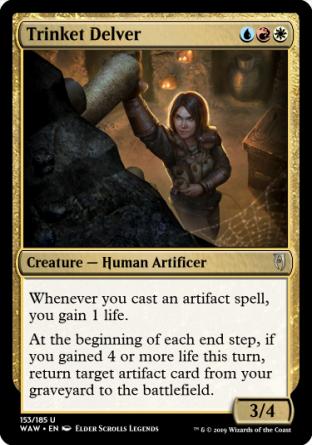 Trinket Delver
Creature — Human Artificer
Whenever you cast an artifact spell,
you gain 1 life.
At the beginning of each end step, if
you gained 4 or more life this turn,
return target artifact card from your
graveyard to the battlefield.
3/4
153/185 U
WAW • EN Elder Scrolls Legends
™ & © 2019 Wizards of the Coast